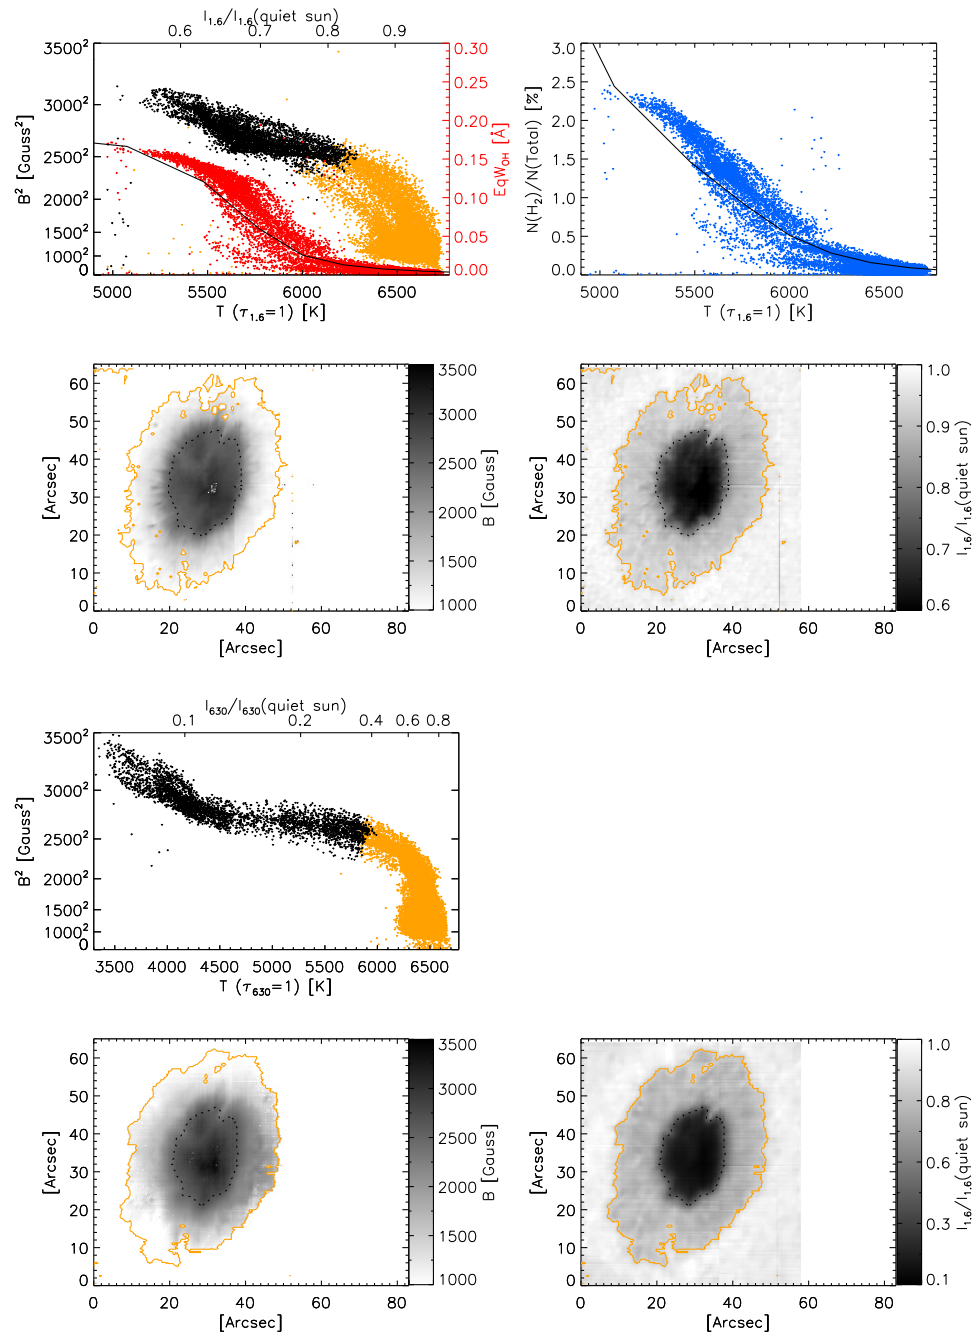 I₁.₆/I₁.₆(quiet sun)
0.6 0.7 0.8 0.9
3500² 3000² 2500² 2000² 1500² 1000² 0
B² [Gauss²]
0.30 0.25 0.20 0.15 0.10 0.05 0.00
EqW_OH [Å]
5000 5500 6000 6500
T (τ₁.₆=1) [K]
3.0 2.5 2.0 1.5 1.0 0.5 0.0
N(H₂)/N(Total) [%]
5000 5500 6000 6500
T (τ₁.₆=1) [K]
60 50 40 30 20 10 0
[Arcsec]
0 20 40 60 80
[Arcsec]
3500 3000 2500 2000 1500 1000
B [Gauss]
60 50 40 30 20 10 0
[Arcsec]
0 20 40 60 80
[Arcsec]
1.0 0.9 0.8 0.7 0.6
I₁.₆/I₁.₆(quiet sun)
I₆₃₀/I₆₃₀(quiet sun)
0.1 0.2 0.4 0.6 0.8
3500² 3000² 2500² 2000² 1500² 1000² 0
B² [Gauss²]
3500 4000 4500 5000 5500 6000 6500
T (τ₆₃₀=1) [K]
60 50 40 30 20 10 0
[Arcsec]
0 20 40 60 80
[Arcsec]
3500 3000 2500 2000 1500 1000
B [Gauss]
60 50 40 30 20 10 0
[Arcsec]
0 20 40 60 80
[Arcsec]
1.0 0.8 0.6 0.3 0.1
I₁.₆/I₁.₆(quiet sun)